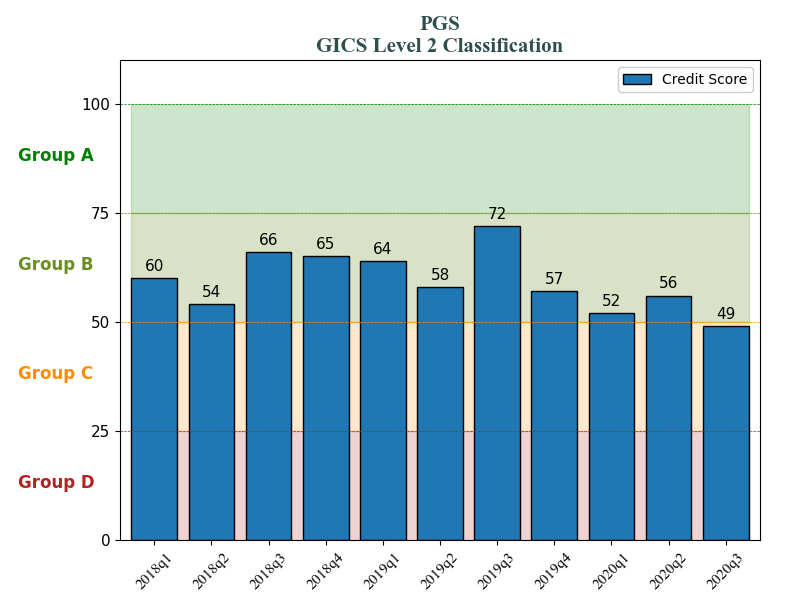 PGS
GICS Level 2 Classification
Credit Score
100
Group A
75
72
66
65
64
Group B
60
58
57
56
54
52
50
49
Group C
25
Group D
0
2018q1 2018q2 2018q3 2018q4 2019q1 2019q2 2019q3 2019q4 2020q1 2020q2 2020q3